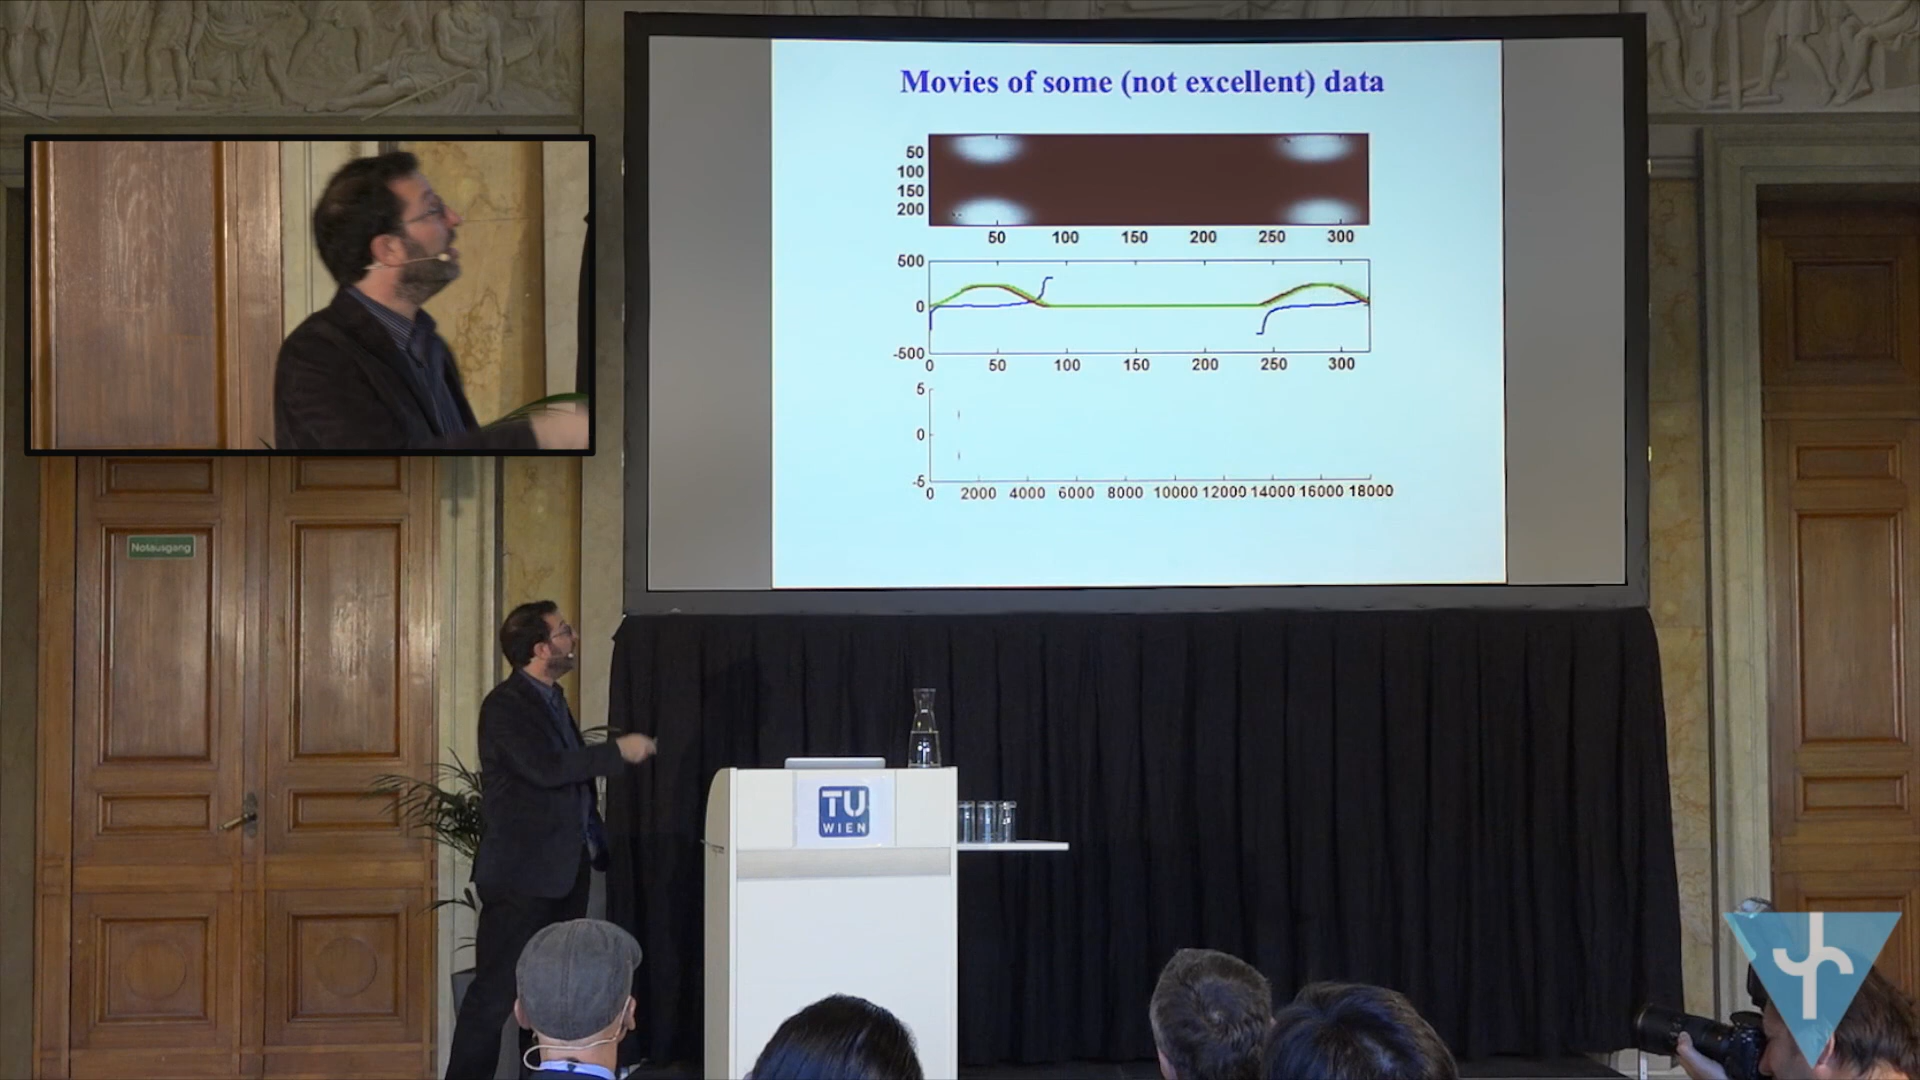 Movies of some (not excellent) data
50
100
150
200
50 100 150 200 250 300
500
0
-500
0 50 100 150 200 250 300
5
0
-5
0 2000 4000 6000 8000 10000 12000 14000 16000 18000
Notausgang
TU
WIEN